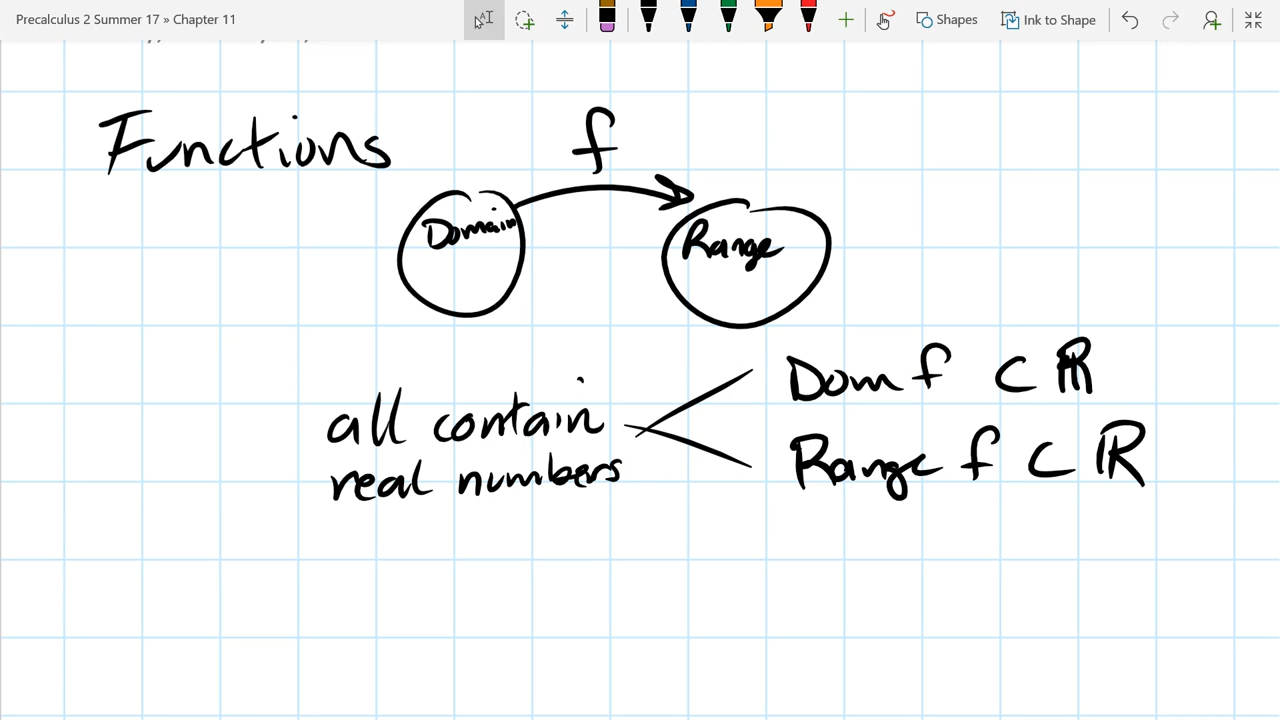 Precalculus 2 Summer 17 » Chapter 11
Shapes
Ink to Shape
Functions
f
Domain
Range
all contain
real numbers
Dom f ⊂ ℝ
Range f ⊂ ℝ